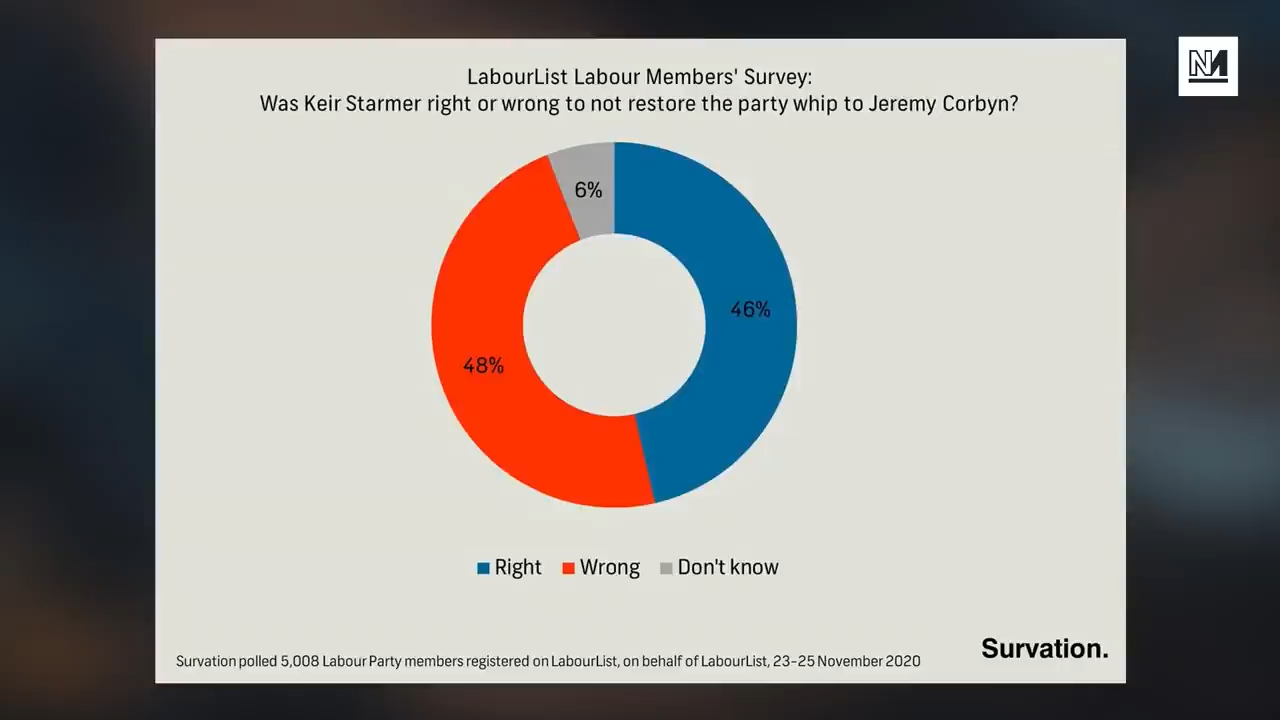 LabourList Labour Members' Survey:
Was Keir Starmer right or wrong to not restore the party whip to Jeremy Corbyn?
6%
46%
48%
Right Wrong Don't know
Survation.
Survation polled 5,008 Labour Party members registered on LabourList, on behalf of LabourList, 23-25 November 2020
NM